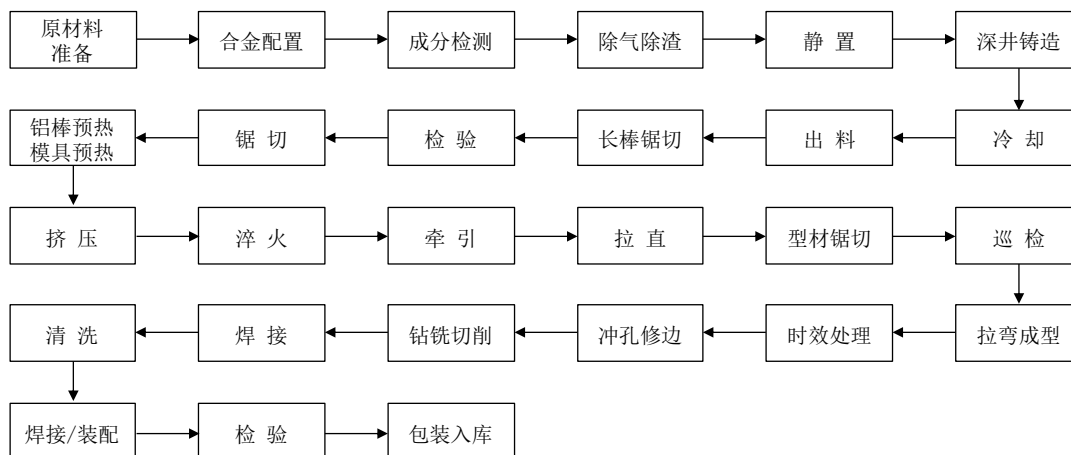 原材料
准备
合金配置
成分检测
除气除渣
静 置
深井铸造
冷 却
出 料
长棒锯切
检 验
锯 切
铝棒预热
模具预热
挤 压
淬 火
牵 引
拉 直
型材锯切
巡 检
拉弯成型
时效处理
冲孔修边
钻铣切削
焊 接
清 洗
焊接/装配
检 验
包装入库